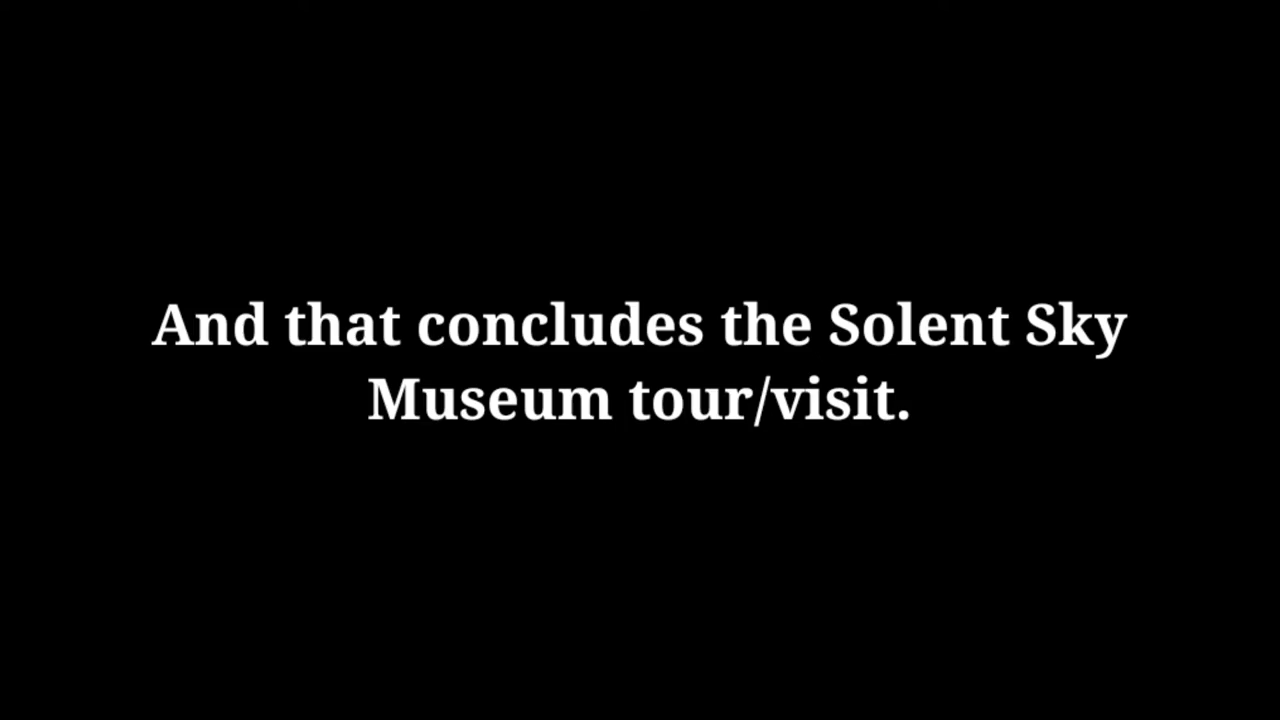 And that concludes the Solent Sky
Museum tour/visit.